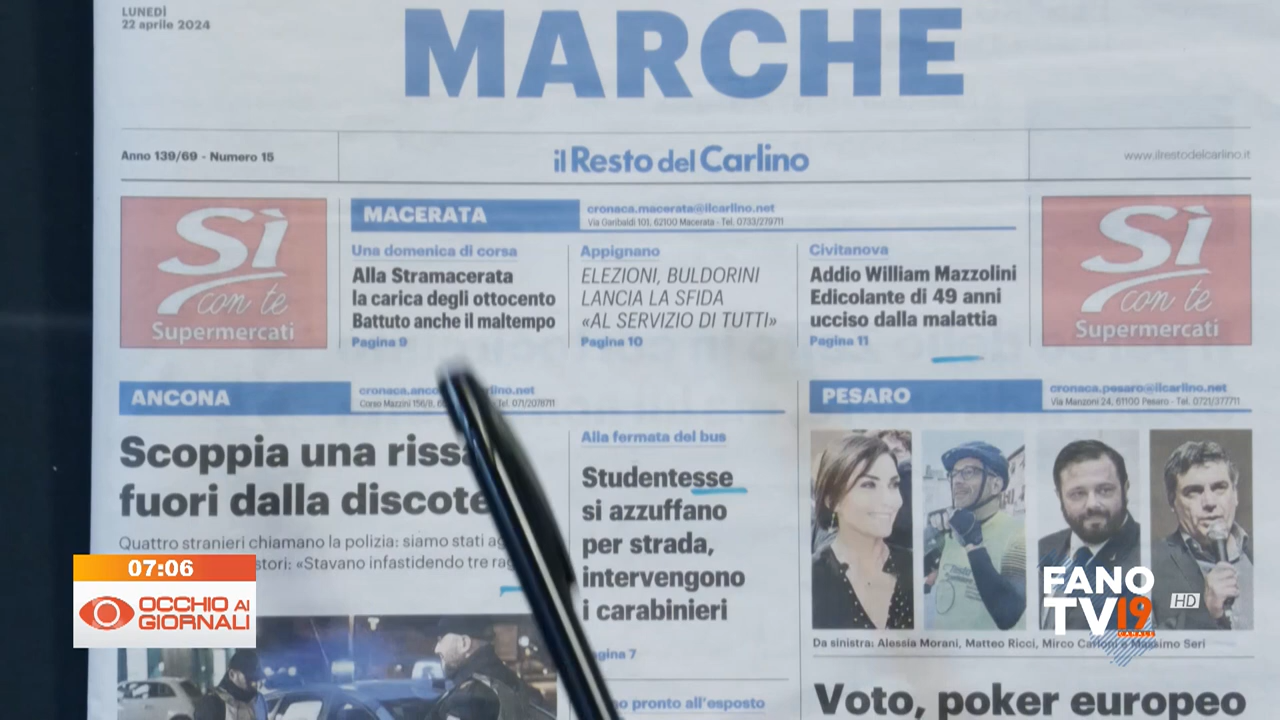 LUNEDÌ
22 aprile 2024
MARCHE
Anno 139/69 - Numero 15
il Resto del Carlino
www.ilrestodelcarlino.it
Sì
con te
Supermercati
MACERATA
cronaca.macerata@ilcarlino.net
Via Garibaldi 101, 62100 Macerata - Tel. 0733/279711
Una domenica di corsa
Alla Stramacerata
la carica degli ottocento
Battuto anche il maltempo
Pagina 9
Appignano
ELEZIONI, BULDORINI
LANCIA LA SFIDA
«AL SERVIZIO DI TUTTI»
Pagina 10
Civitanova
Addio William Mazzolini
Edicolante di 49 anni
ucciso dalla malattia
Pagina 11
Sì
con te
Supermercati
ANCONA
Corso Mazzini 156/8, Tel. 071/2078711
Scoppia una
fuori dalla
Quattro stranieri chiamano la polizia: siamo stati
«Stavano infastidendo tre
Alla fermata del bus
Studentesse
si azzuffano
per strada,
intervengono
i carabinieri
7
pronto all'esposto
PESARO
cronaca.pesaro@ilcarlino.net
Via Manzoni 24, 61100 Pesaro - Tel. 0721/377711
Da sinistra: Alessia Morani, Matteo Ricci, Mirco Carloni e Massimo Seri
Voto, poker europeo
07:06
OCCHIO AI
GIORNALI
FANO
TV19
CANALE
HD